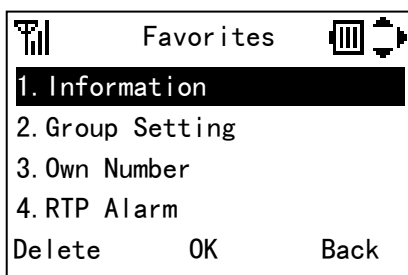 Favorites
1.Information
2.Group Setting
3.Own Number
4.RTP Alarm
Delete OK Back